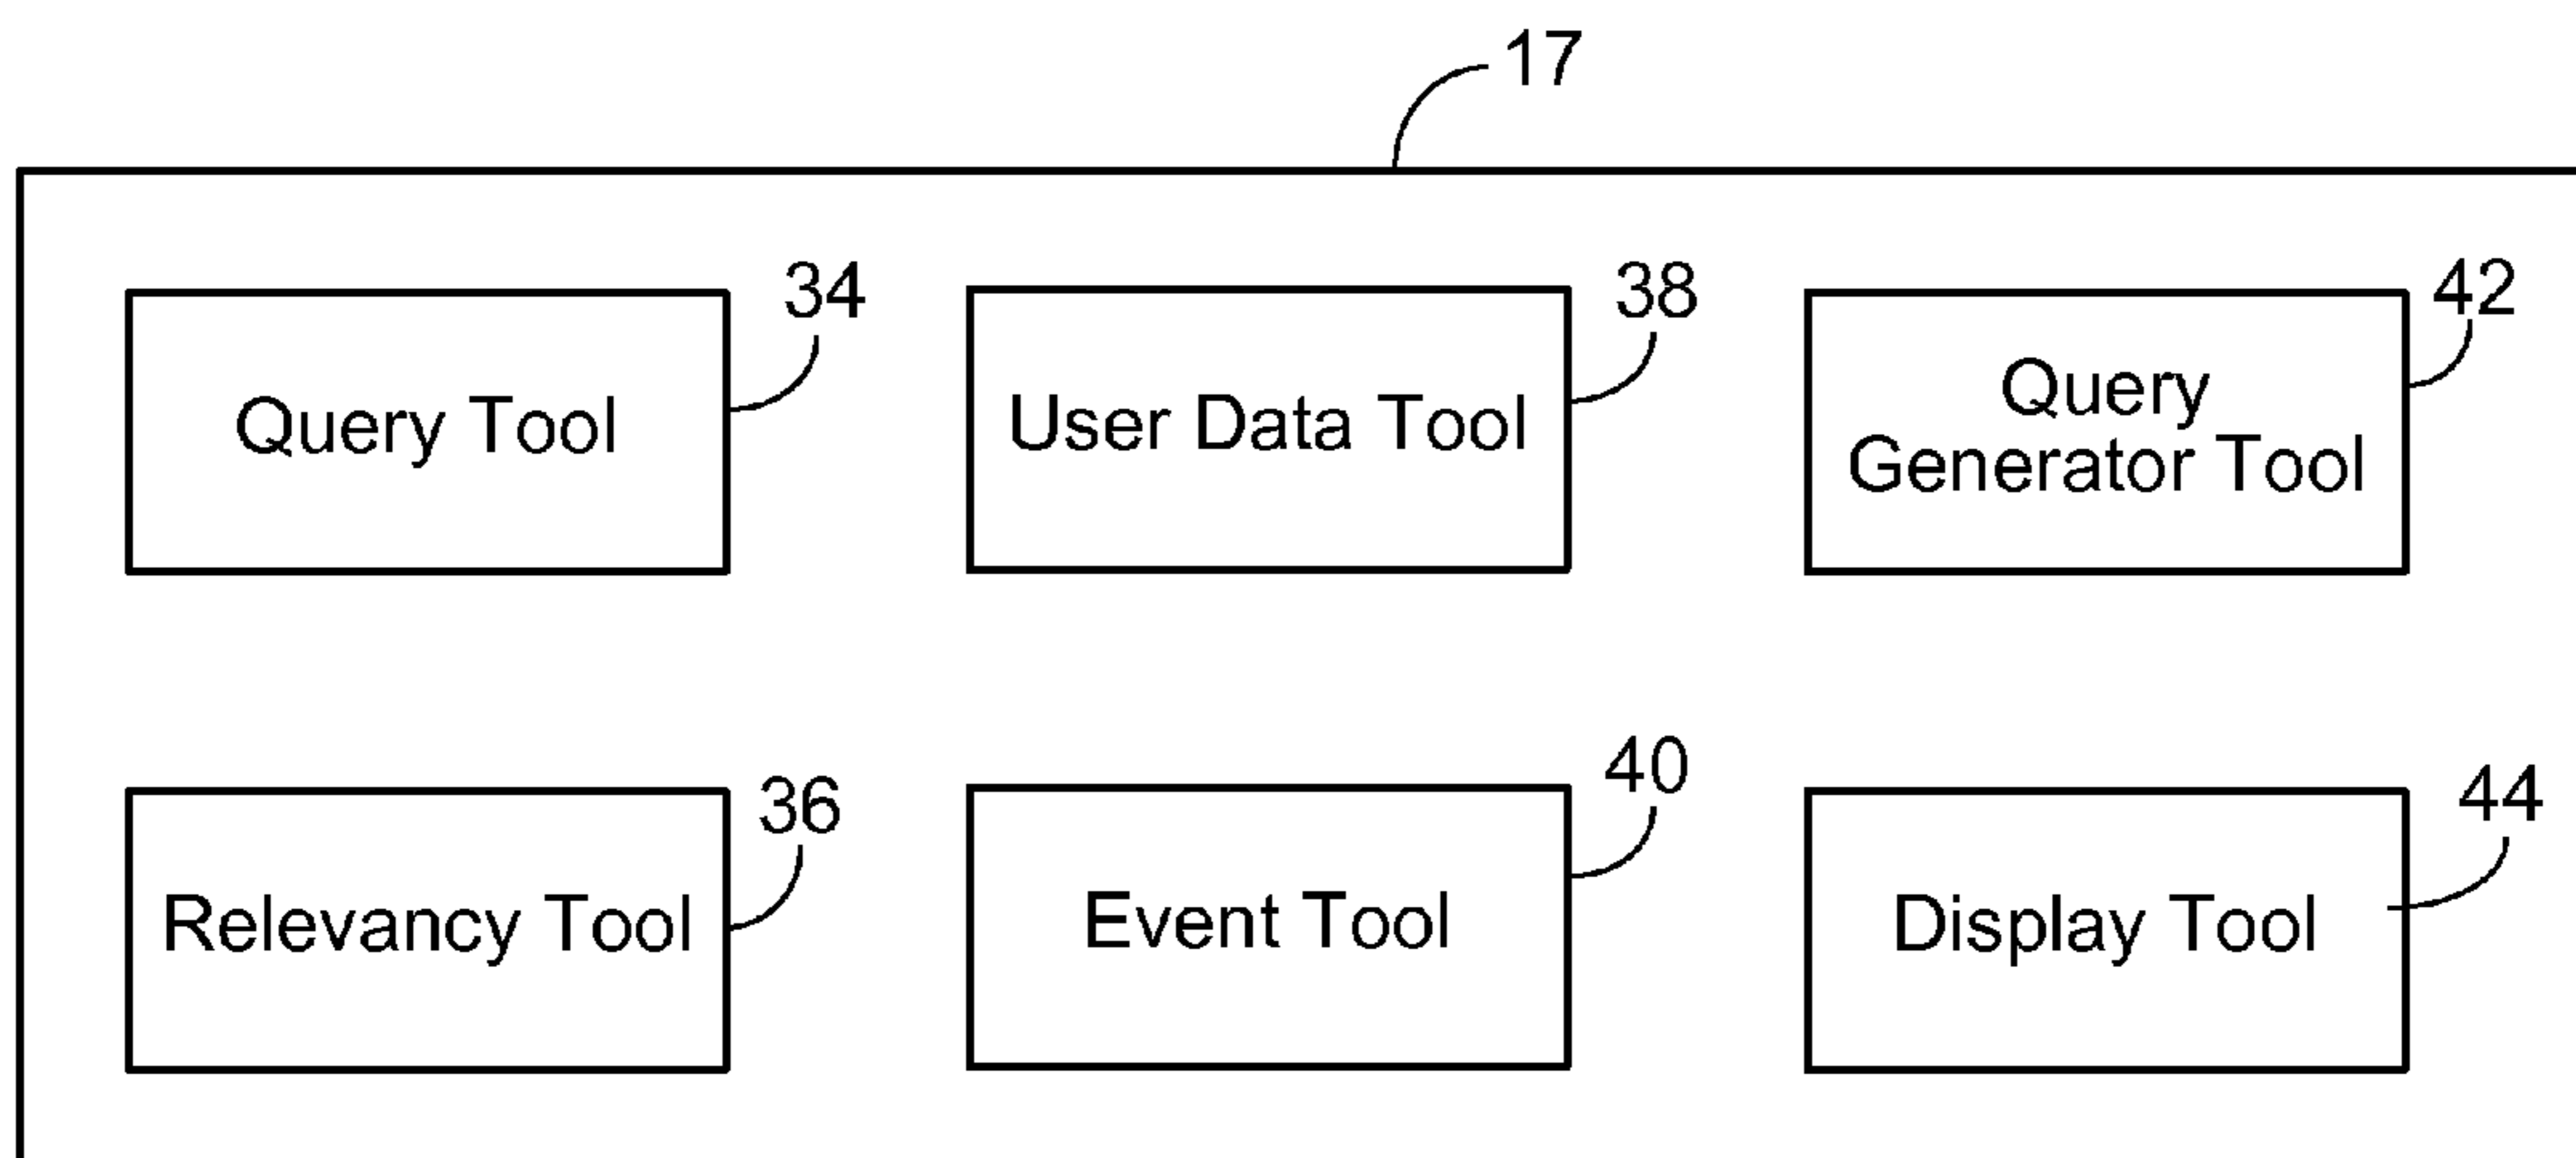 17
34
38
42
Query Tool
User Data Tool
Query
Generator Tool
36
40
44
Relevancy Tool
Event Tool
Display Tool